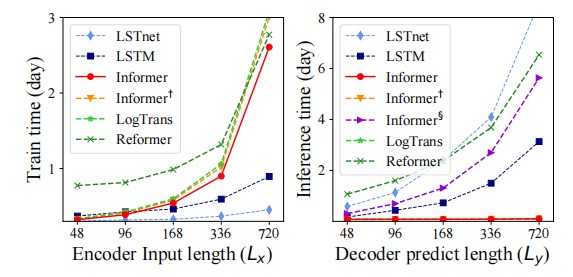 3
2
1
Train time (day)
LSTnet
LSTM
Informer
Informer†
LogTrans
Reformer
48 96 168 336 720
Encoder Input length (Lx)
8
6
4
2
Inference time (day)
LSTnet
LSTM
Informer
Informer†
Informer§
LogTrans
Reformer
48 96 168 336 720
Decoder predict length (Ly)